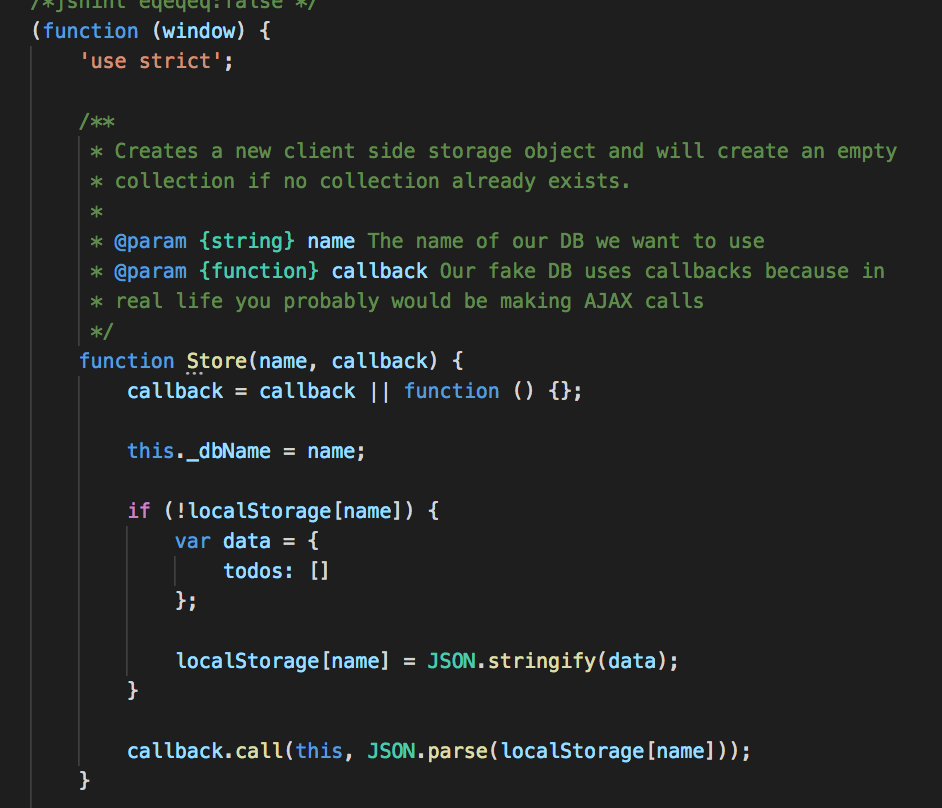 /*jshint eqeqeq:false */
(function (window) {
    'use strict';

    /**
     * Creates a new client side storage object and will create an empty
     * collection if no collection already exists.
     *
     * @param {string} name The name of our DB we want to use
     * @param {function} callback Our fake DB uses callbacks because in
     * real life you probably would be making AJAX calls
     */
    function Store(name, callback) {
        callback = callback || function () {};

        this._dbName = name;

        if (!localStorage[name]) {
            var data = {
                todos: []
            };

            localStorage[name] = JSON.stringify(data);
        }

        callback.call(this, JSON.parse(localStorage[name]));
    }